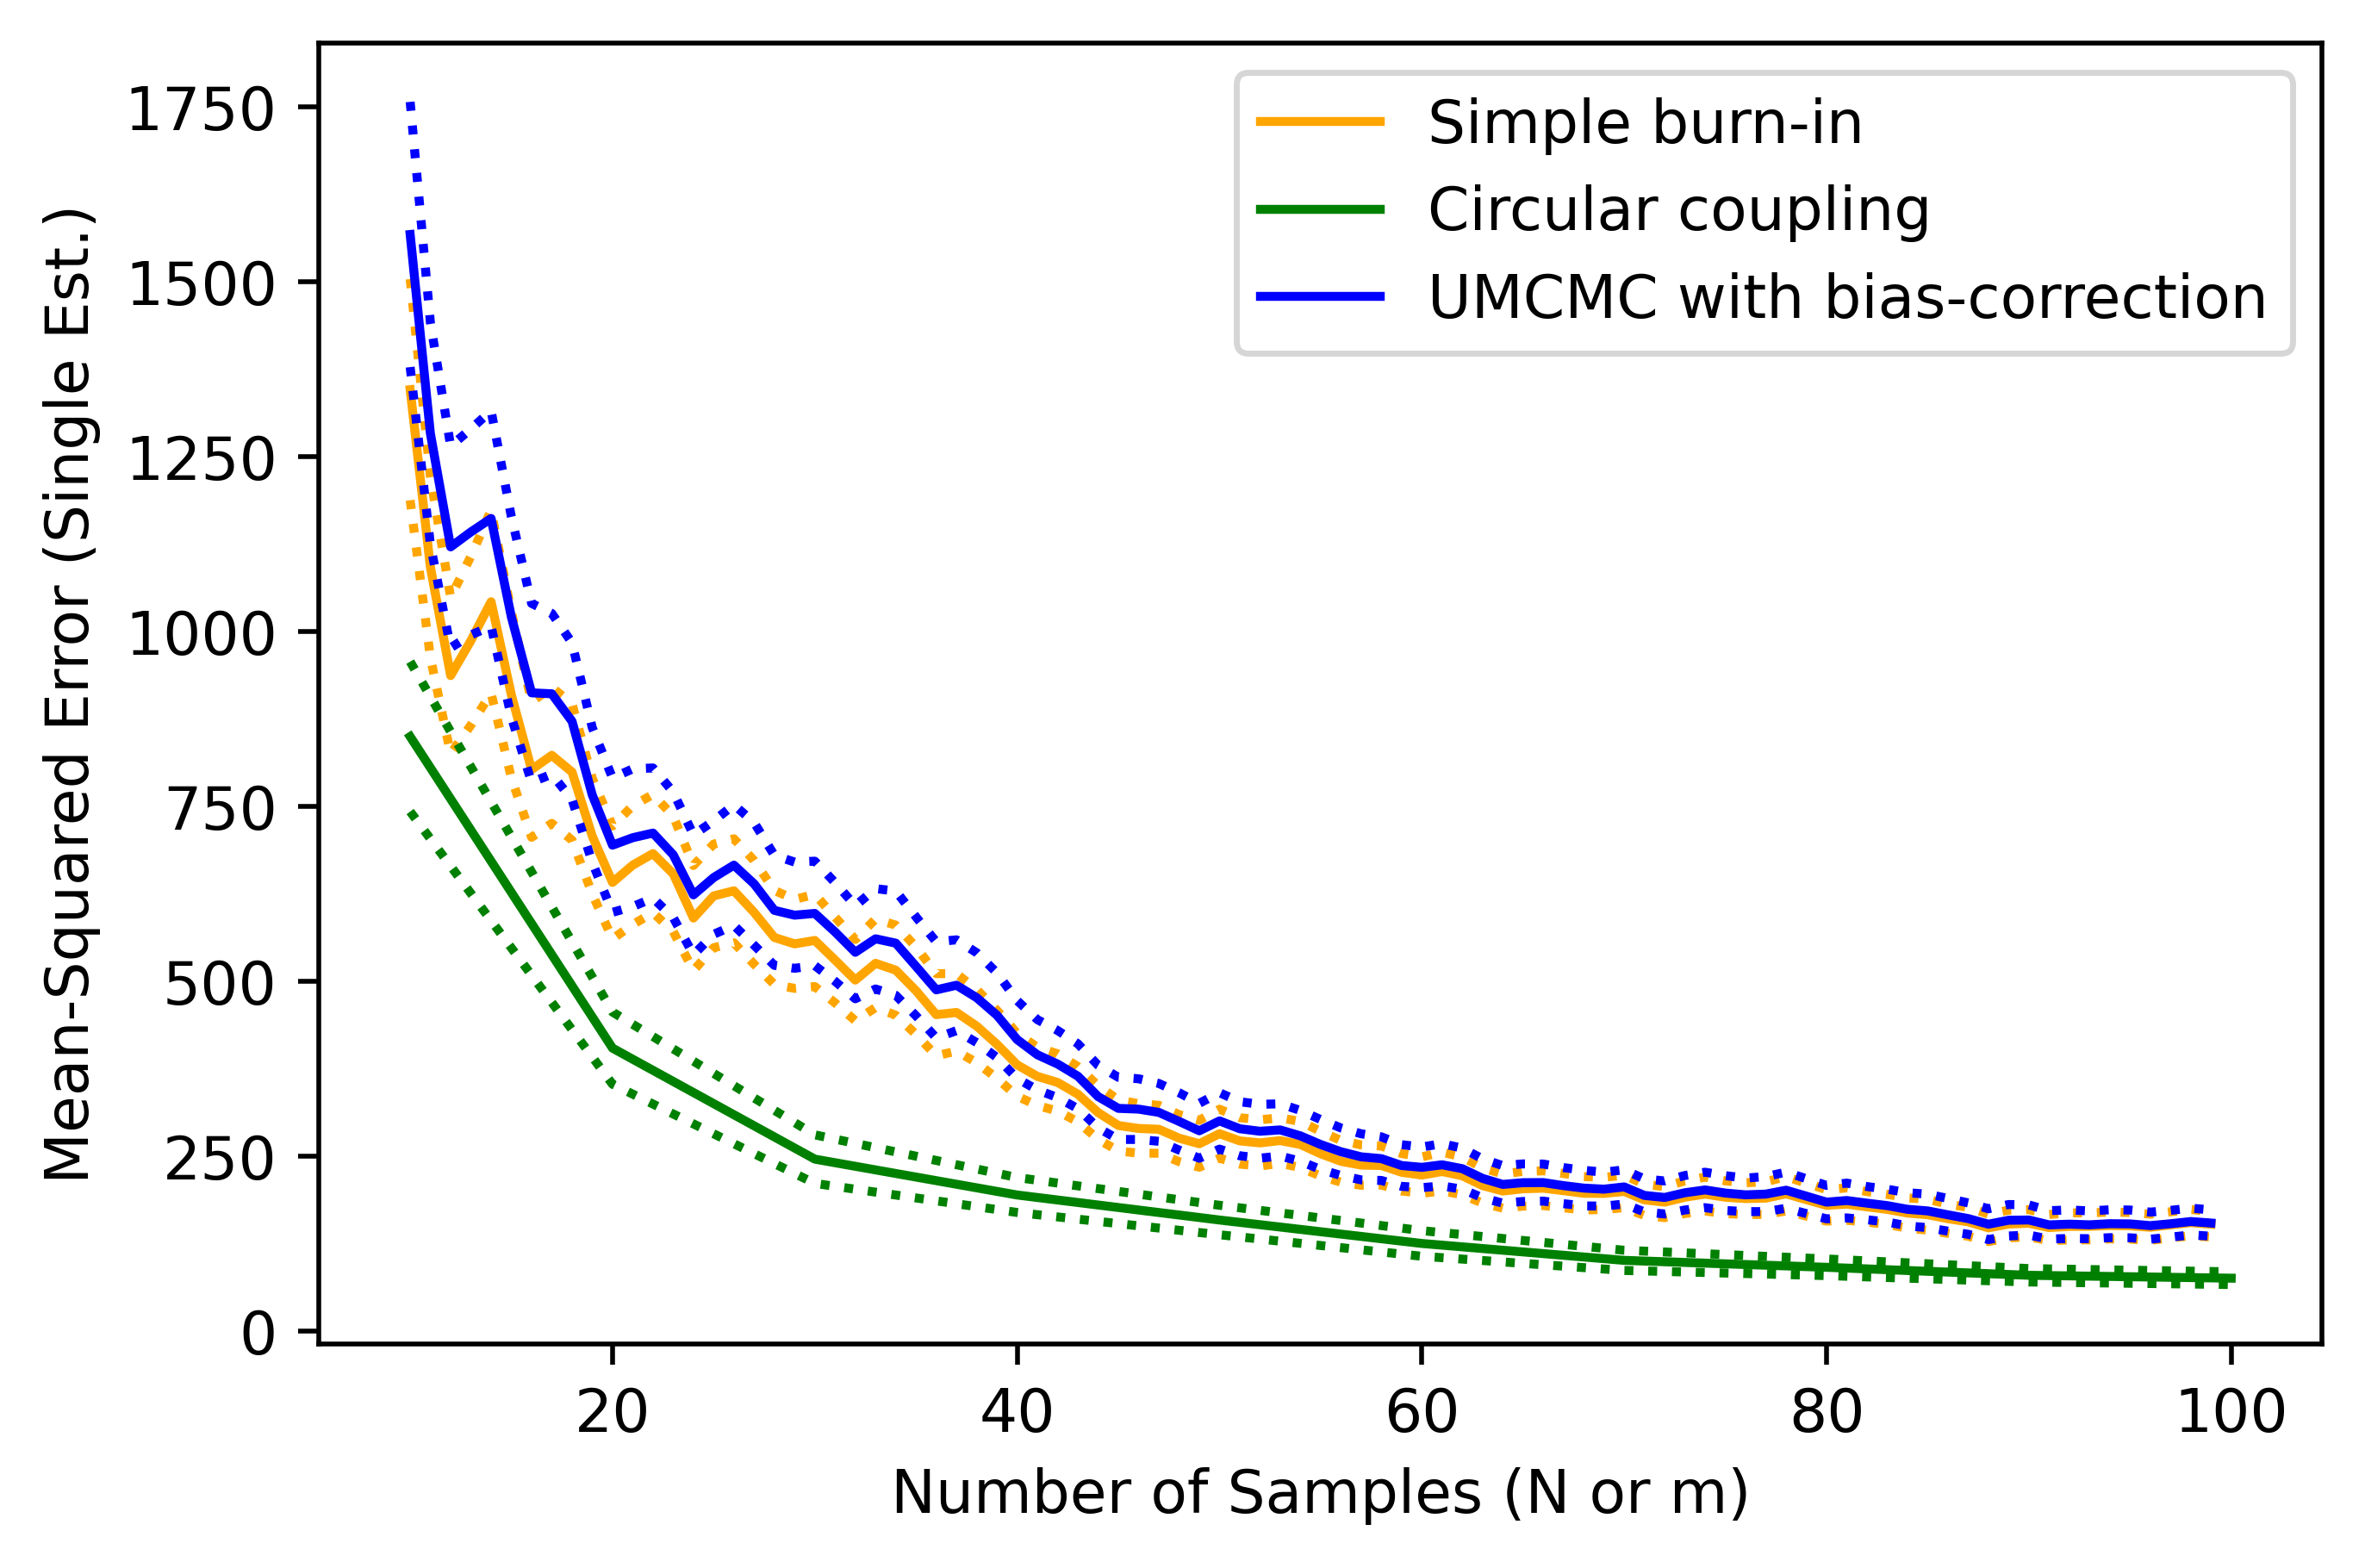 Mean-Squared Error (Single Est.)
1750
1500
1250
1000
750
500
250
0
Simple burn-in
Circular coupling
UMCMC with bias-correction
20 40 60 80 100
Number of Samples (N or m)